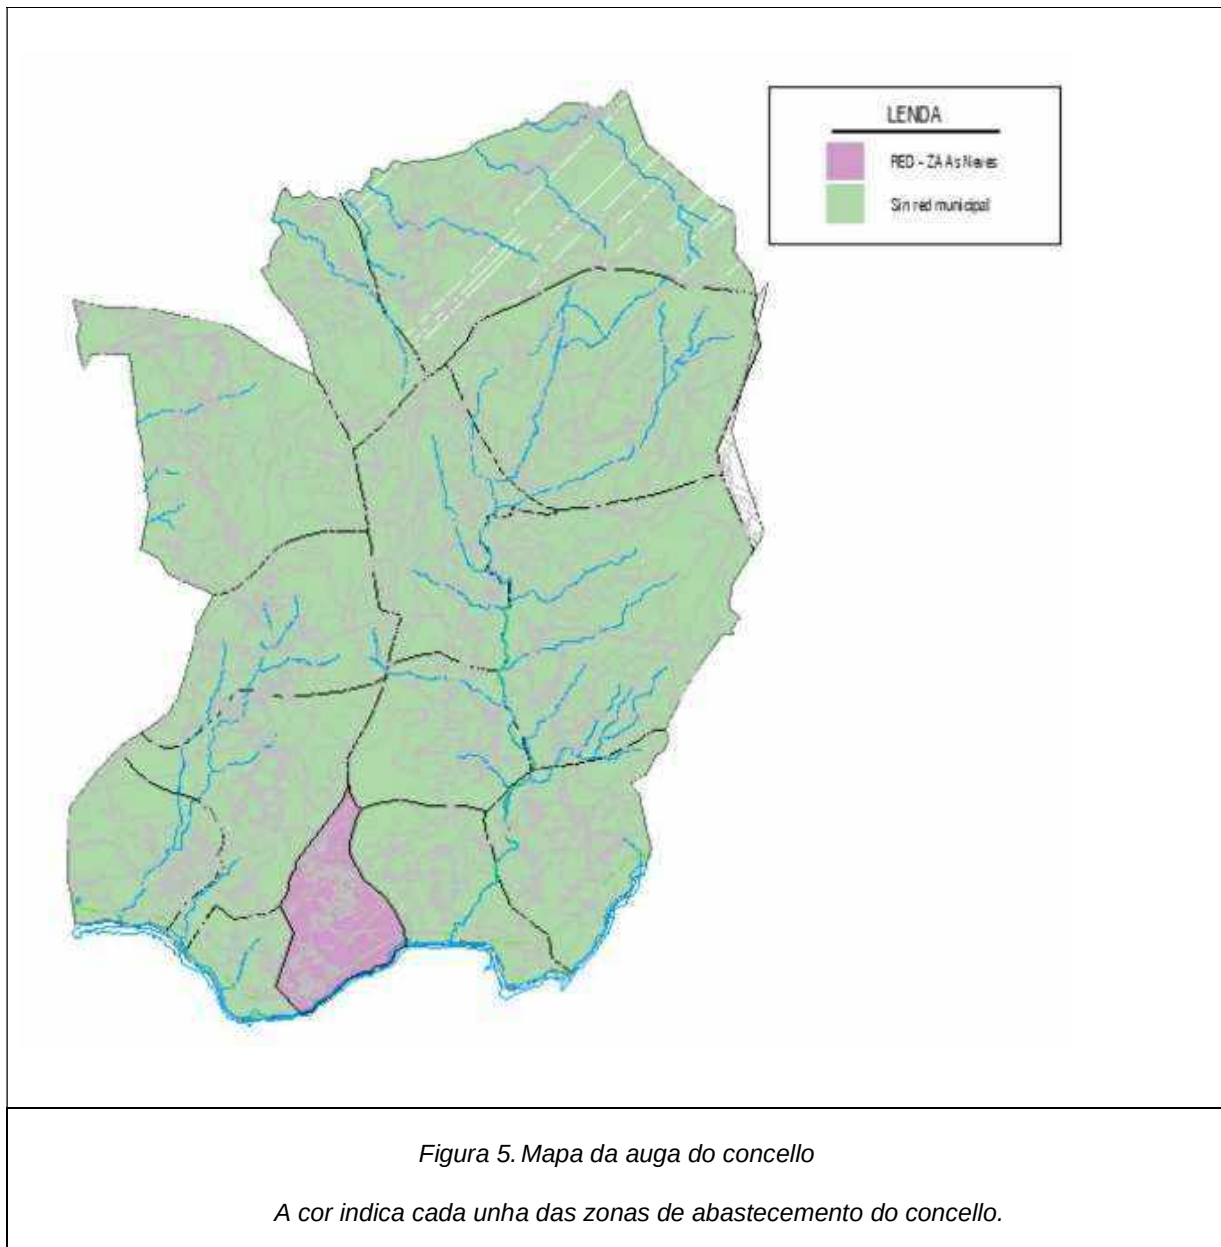 LENDA
RED - ZA As Neves
Sin red municipal
Figura 5. Mapa da auga do concello
A cor indica cada unha das zonas de abastecemento do concello.